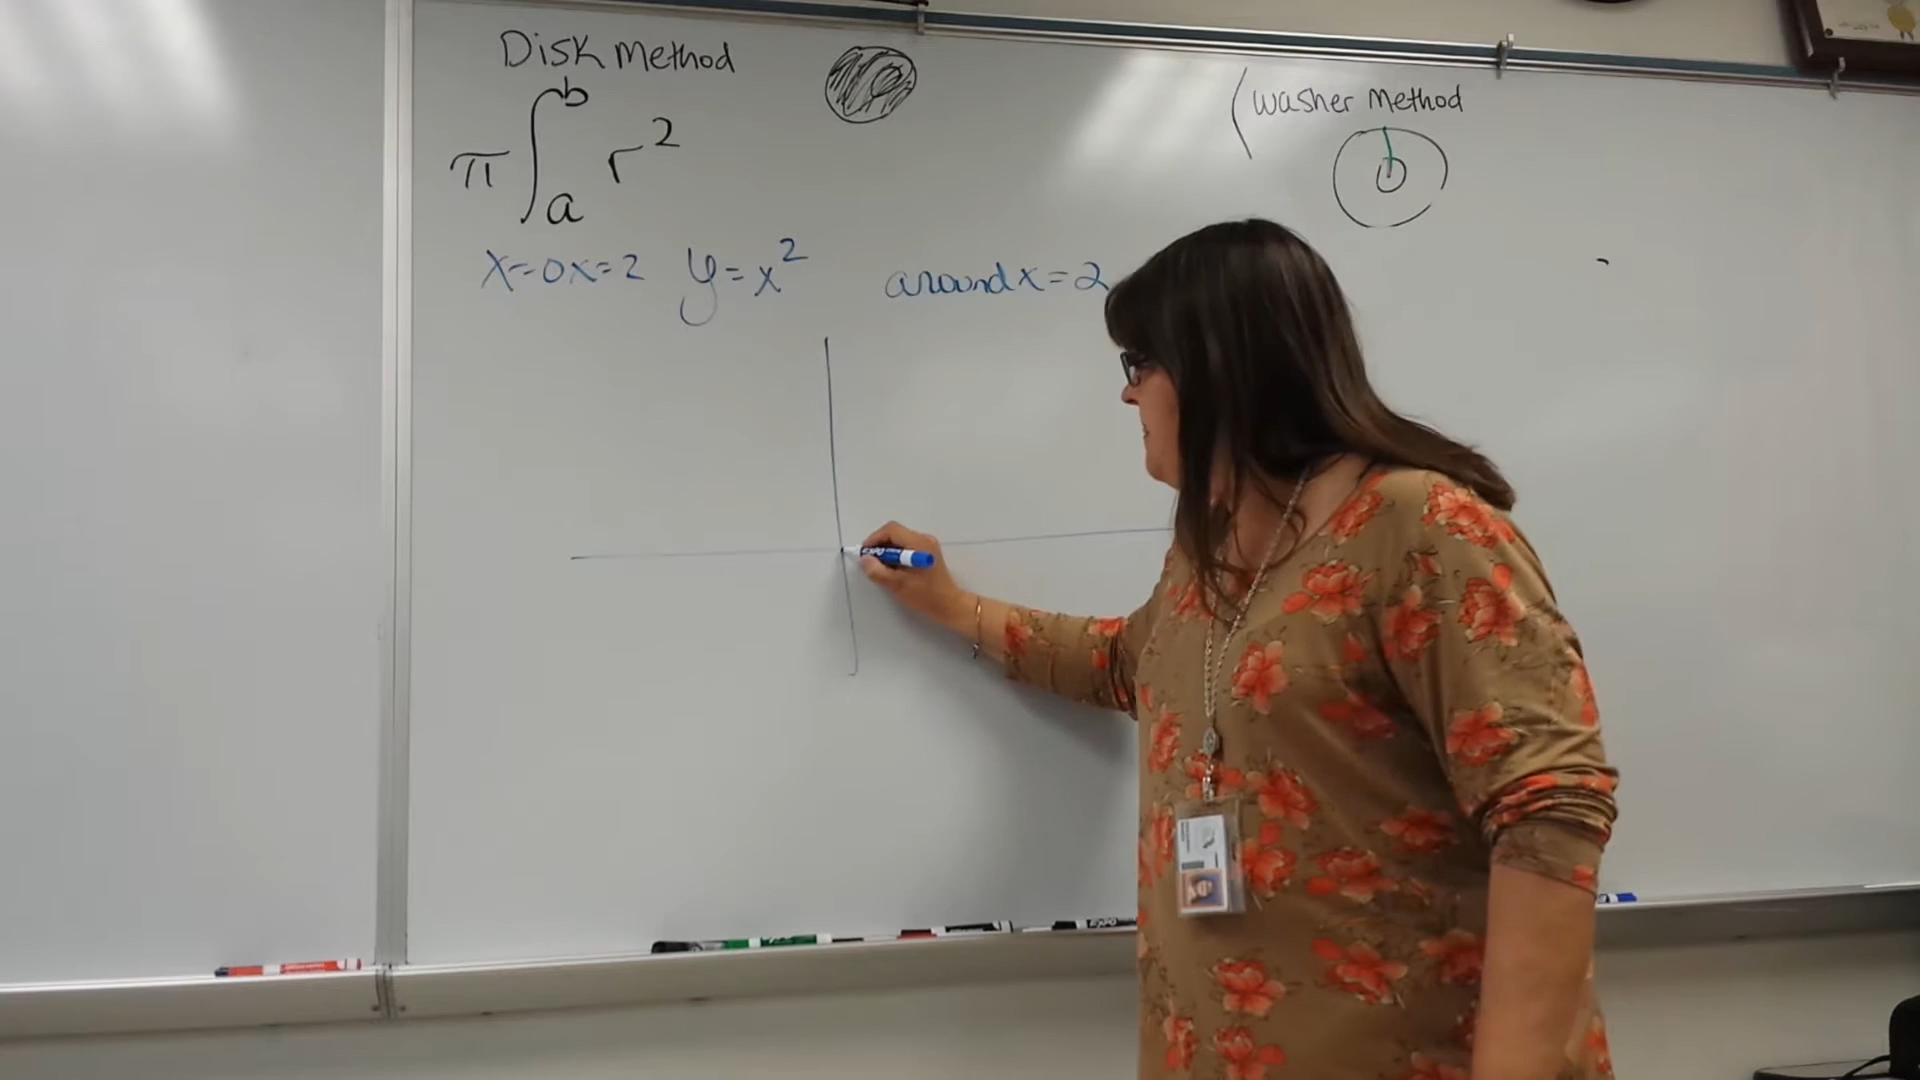 Disk Method
π ∫ₐᵇ r²
x=0 x=2 y=x² around x=2
Washer Method